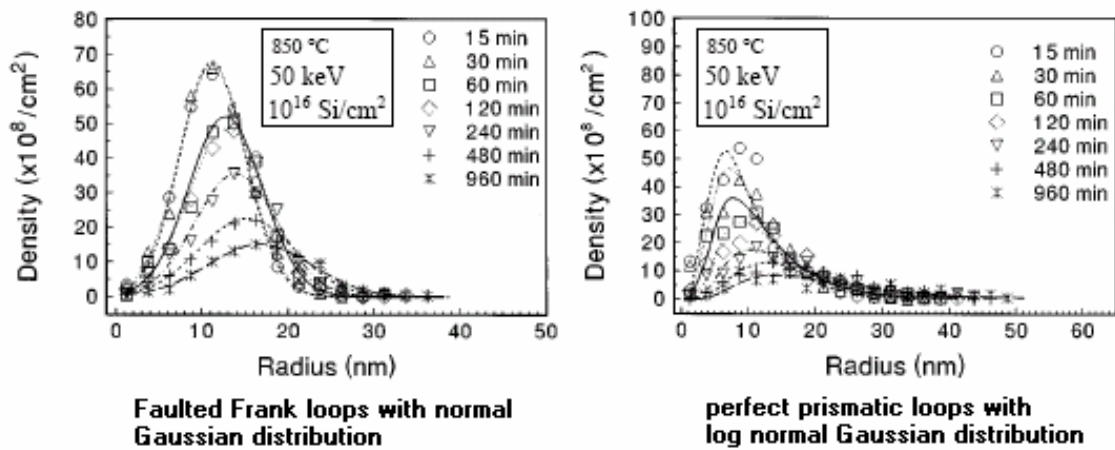 80
70
60
50
40
30
20
10
0
Density (x10⁸/cm²)
850 °C
50 keV
10¹⁶ Si/cm²
15 min
30 min
60 min
120 min
240 min
480 min
960 min
0 10 20 30 40 50
Radius (nm)
Faulted Frank loops with normal
Gaussian distribution
100
90
80
70
60
50
40
30
20
10
0
Density (x10⁸/cm²)
850 °C
50 keV
10¹⁶ Si/cm²
15 min
30 min
60 min
120 min
240 min
480 min
960 min
0 10 20 30 40 50 60
Radius (nm)
perfect prismatic loops with
log normal Gaussian distribution